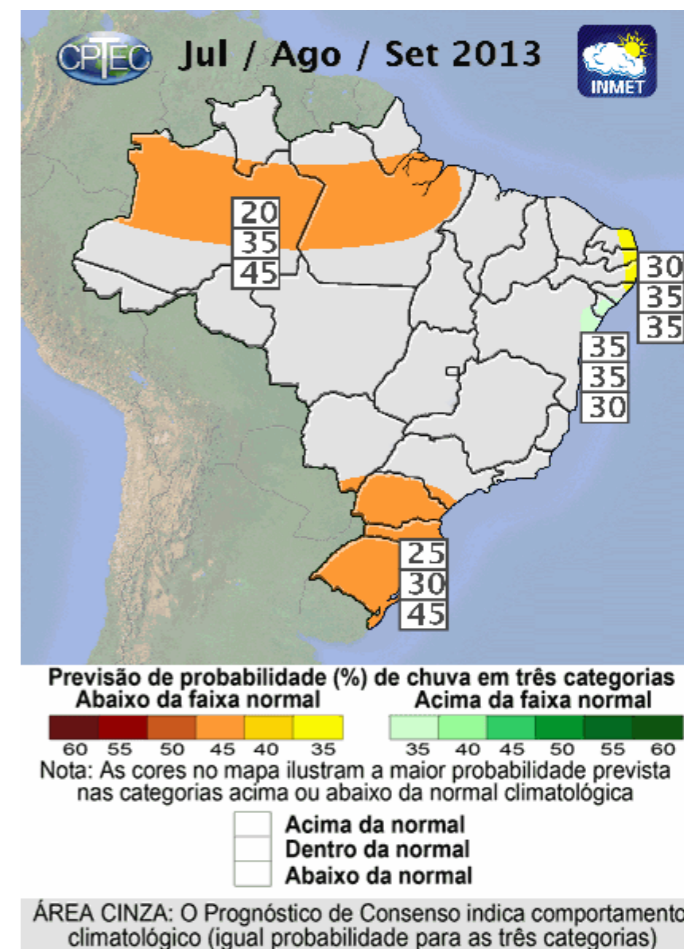 CPTEC Jul / Ago / Set 2013
INMET
20
35
45
30
35
35
35
35
30
25
30
45
Previsão de probabilidade (%) de chuva em três categorias
Abaixo da faixa normal Acima da faixa normal
60 55 50 45 40 35 35 40 45 50 55 60
Nota: As cores no mapa ilustram a maior probabilidade prevista
nas categorias acima ou abaixo da normal climatológica
Acima da normal
Dentro da normal
Abaixo da normal
ÁREA CINZA: O Prognóstico de Consenso indica comportamento
climatológico (igual probabilidade para as três categorias)